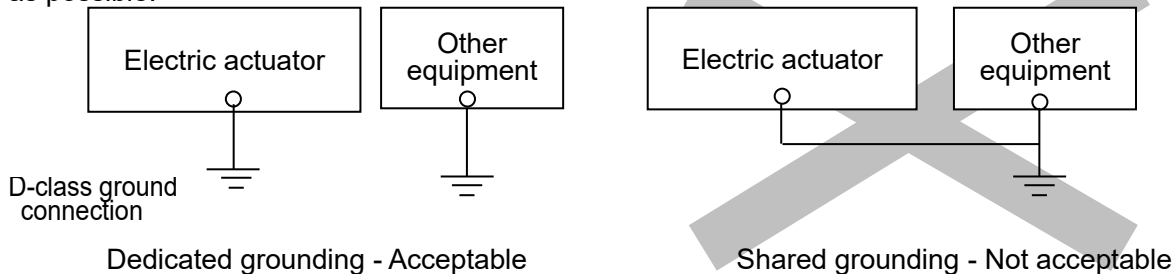 as possible.
Electric actuator
Other
equipment
D-class ground
connection
Dedicated grounding - Acceptable
Electric actuator
Other
equipment
Shared grounding - Not acceptable